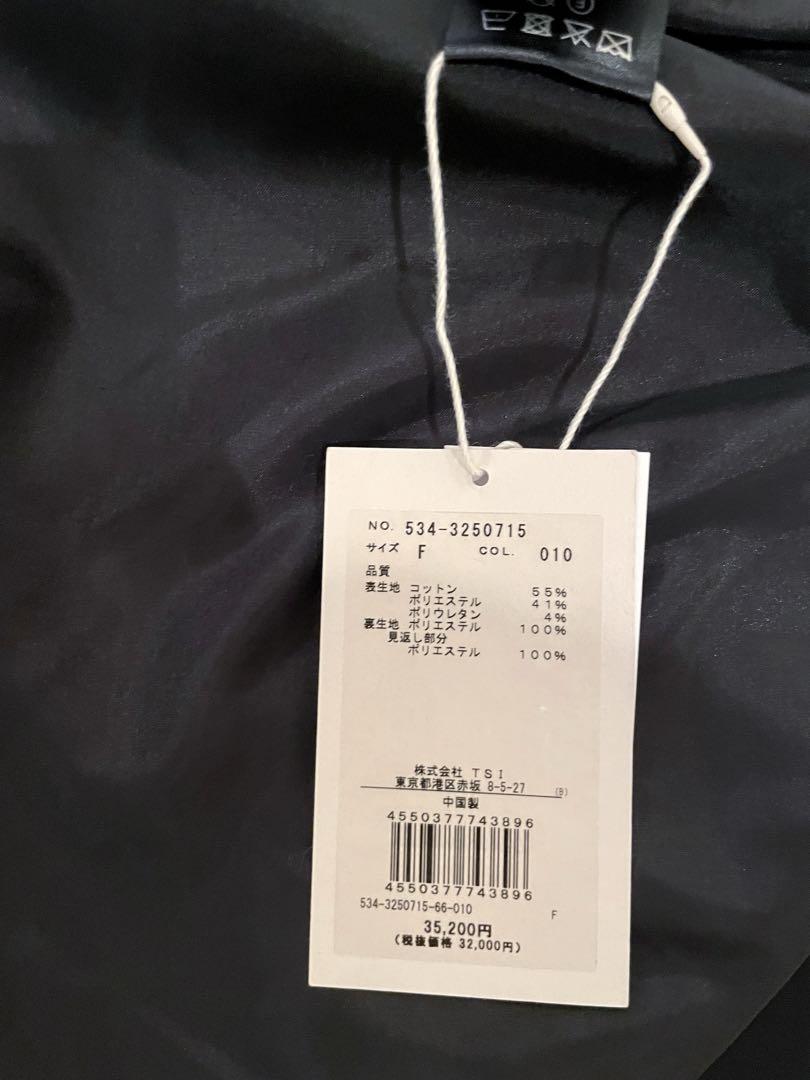 NO. 534-3250715
サイズ F COL. 010
品質
表生地 コットン 55%
ポリエステル 41%
ポリウレタン 4%
裏生地 ポリエステル 100%
見返し部分
ポリエステル 100%
株式会社 TSI
東京都港区赤坂 8-5-27 (B)
中国製
4550377743896
4550377743896
534-3250715-66-010 F
35,200円
(税抜価格 32,000円)